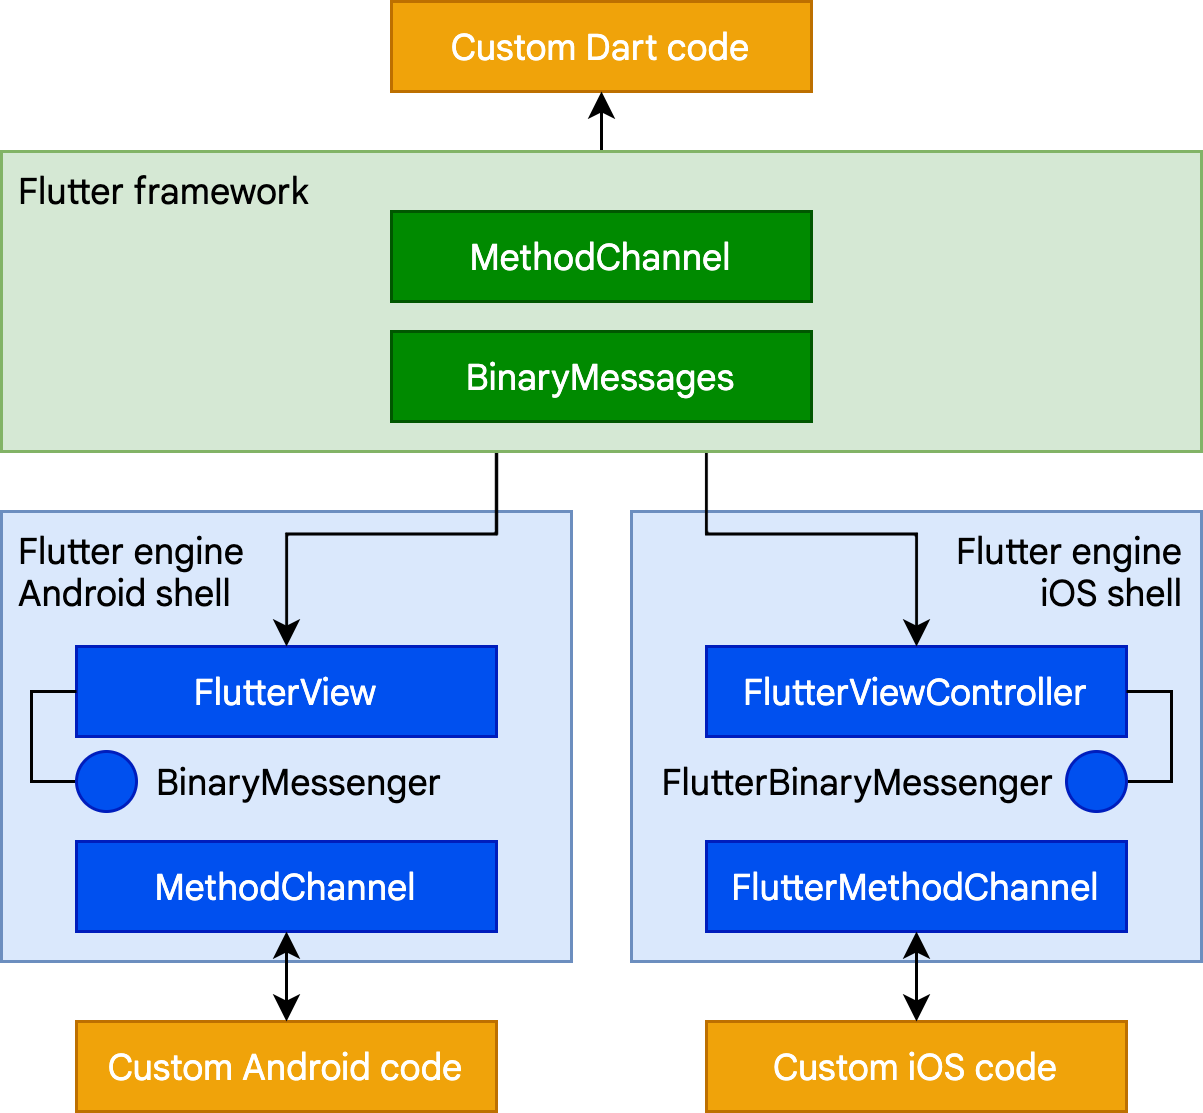 Custom Dart code
Flutter framework
MethodChannel
BinaryMessages
Flutter engine
Android shell
FlutterView
BinaryMessenger
MethodChannel
Custom Android code
Flutter engine
iOS shell
FlutterViewController
FlutterBinaryMessenger
FlutterMethodChannel
Custom iOS code